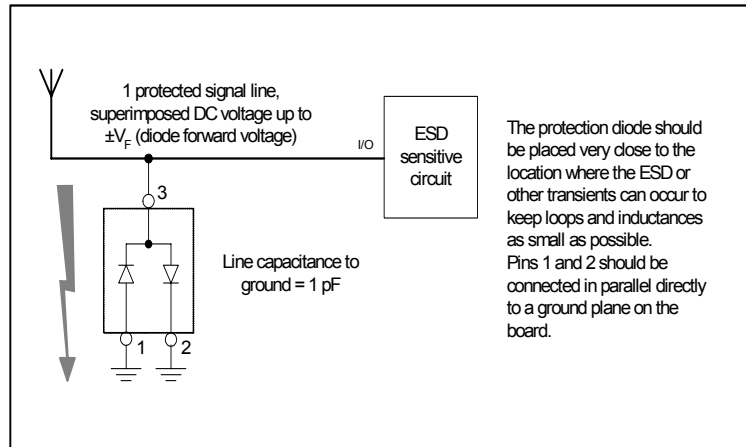 1 protected signal line,
superimposed DC voltage up to
±VF (diode forward voltage)
I/O
ESD
sensitive
circuit
The protection diode should
be placed very close to the
location where the ESD or
other transients can occur to
keep loops and inductances
as small as possible.
Pins 1 and 2 should be
connected in parallel directly
to a ground plane on the
board.
3
Line capacitance to
ground = 1 pF
1
2